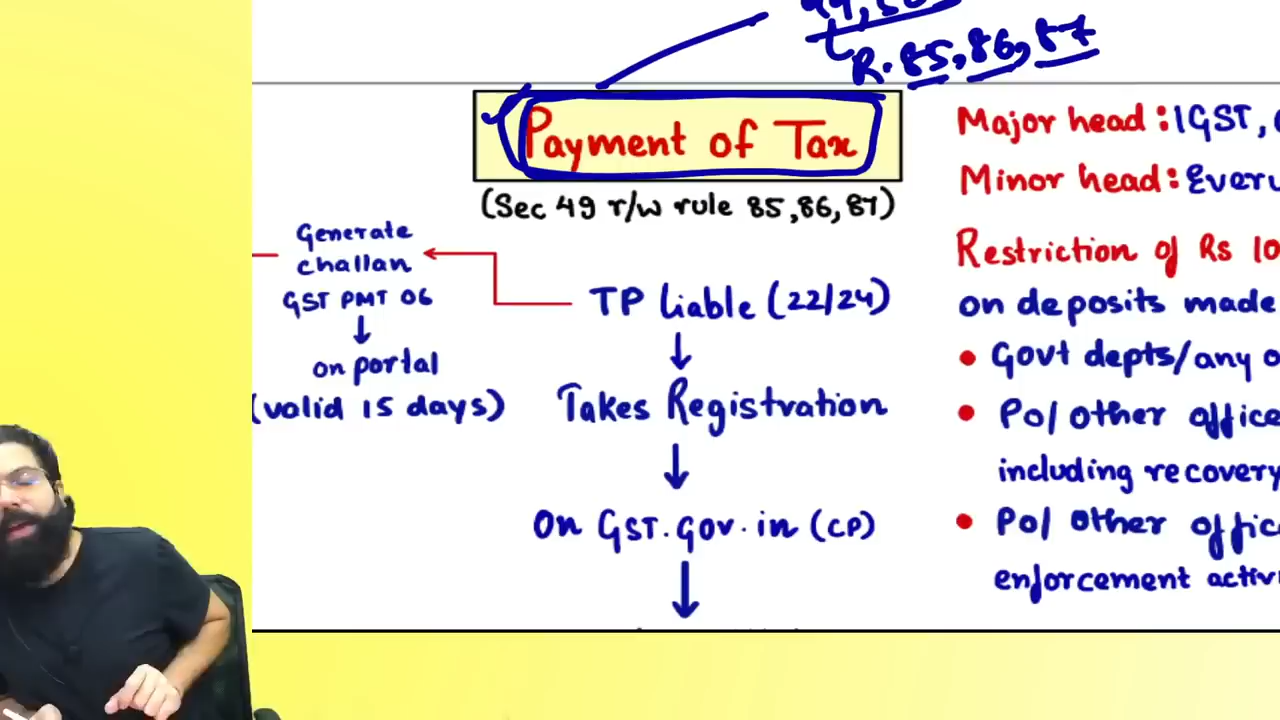 R. 85, 86, 87
Payment of Tax
(Sec 49 r/w rule 85,86,87)
Generate
challan
GST PMT 06
on portal
(valid 15 days)
TP liable (22/24)
Takes Registration
On GST.gov.in (CP)
Major head : IGST,
Minor head :
Restriction of Rs 10
on deposits made
• Govt depts/any
• PO/ other office
including recovery
• PO/ other offic
enforcement activi